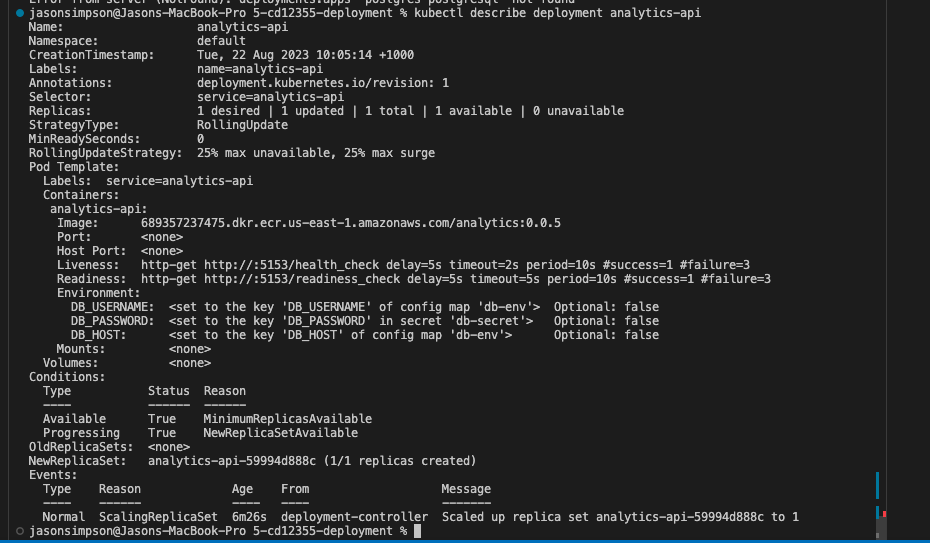 Error from server (NotFound): deployments.apps "postgres-postgresql" not found
jasonsimpson@Jasons-MacBook-Pro 5-cd12355-deployment % kubectl describe deployment analytics-api
Name:                   analytics-api
Namespace:              default
CreationTimestamp:      Tue, 22 Aug 2023 10:05:14 +1000
Labels:                 name=analytics-api
Annotations:            deployment.kubernetes.io/revision: 1
Selector:               service=analytics-api
Replicas:               1 desired | 1 updated | 1 total | 1 available | 0 unavailable
StrategyType:           RollingUpdate
MinReadySeconds:        0
RollingUpdateStrategy:  25% max unavailable, 25% max surge
Pod Template:
  Labels:  service=analytics-api
  Containers:
   analytics-api:
    Image:      689357237475.dkr.ecr.us-east-1.amazonaws.com/analytics:0.0.5
    Port:       <none>
    Host Port:  <none>
    Liveness:   http-get http://:5153/health_check delay=5s timeout=2s period=10s #success=1 #failure=3
    Readiness:  http-get http://:5153/readiness_check delay=5s timeout=5s period=10s #success=1 #failure=3
    Environment:
      DB_USERNAME:  <set to the key 'DB_USERNAME' of config map 'db-env'>  Optional: false
      DB_PASSWORD:  <set to the key 'DB_PASSWORD' in secret 'db-secret'>   Optional: false
      DB_HOST:      <set to the key 'DB_HOST' of config map 'db-env'>      Optional: false
    Mounts:         <none>
  Volumes:          <none>
Conditions:
  Type           Status  Reason
  ----           ------  ------
  Available      True    MinimumReplicasAvailable
  Progressing    True    NewReplicaSetAvailable
OldReplicaSets:  <none>
NewReplicaSet:   analytics-api-59994d888c (1/1 replicas created)
Events:
  Type    Reason             Age    From                   Message
  ----    ------             ----   ----                   -------
  Normal  ScalingReplicaSet  6m26s  deployment-controller  Scaled up replica set analytics-api-59994d888c to 1
jasonsimpson@Jasons-MacBook-Pro 5-cd12355-deployment %